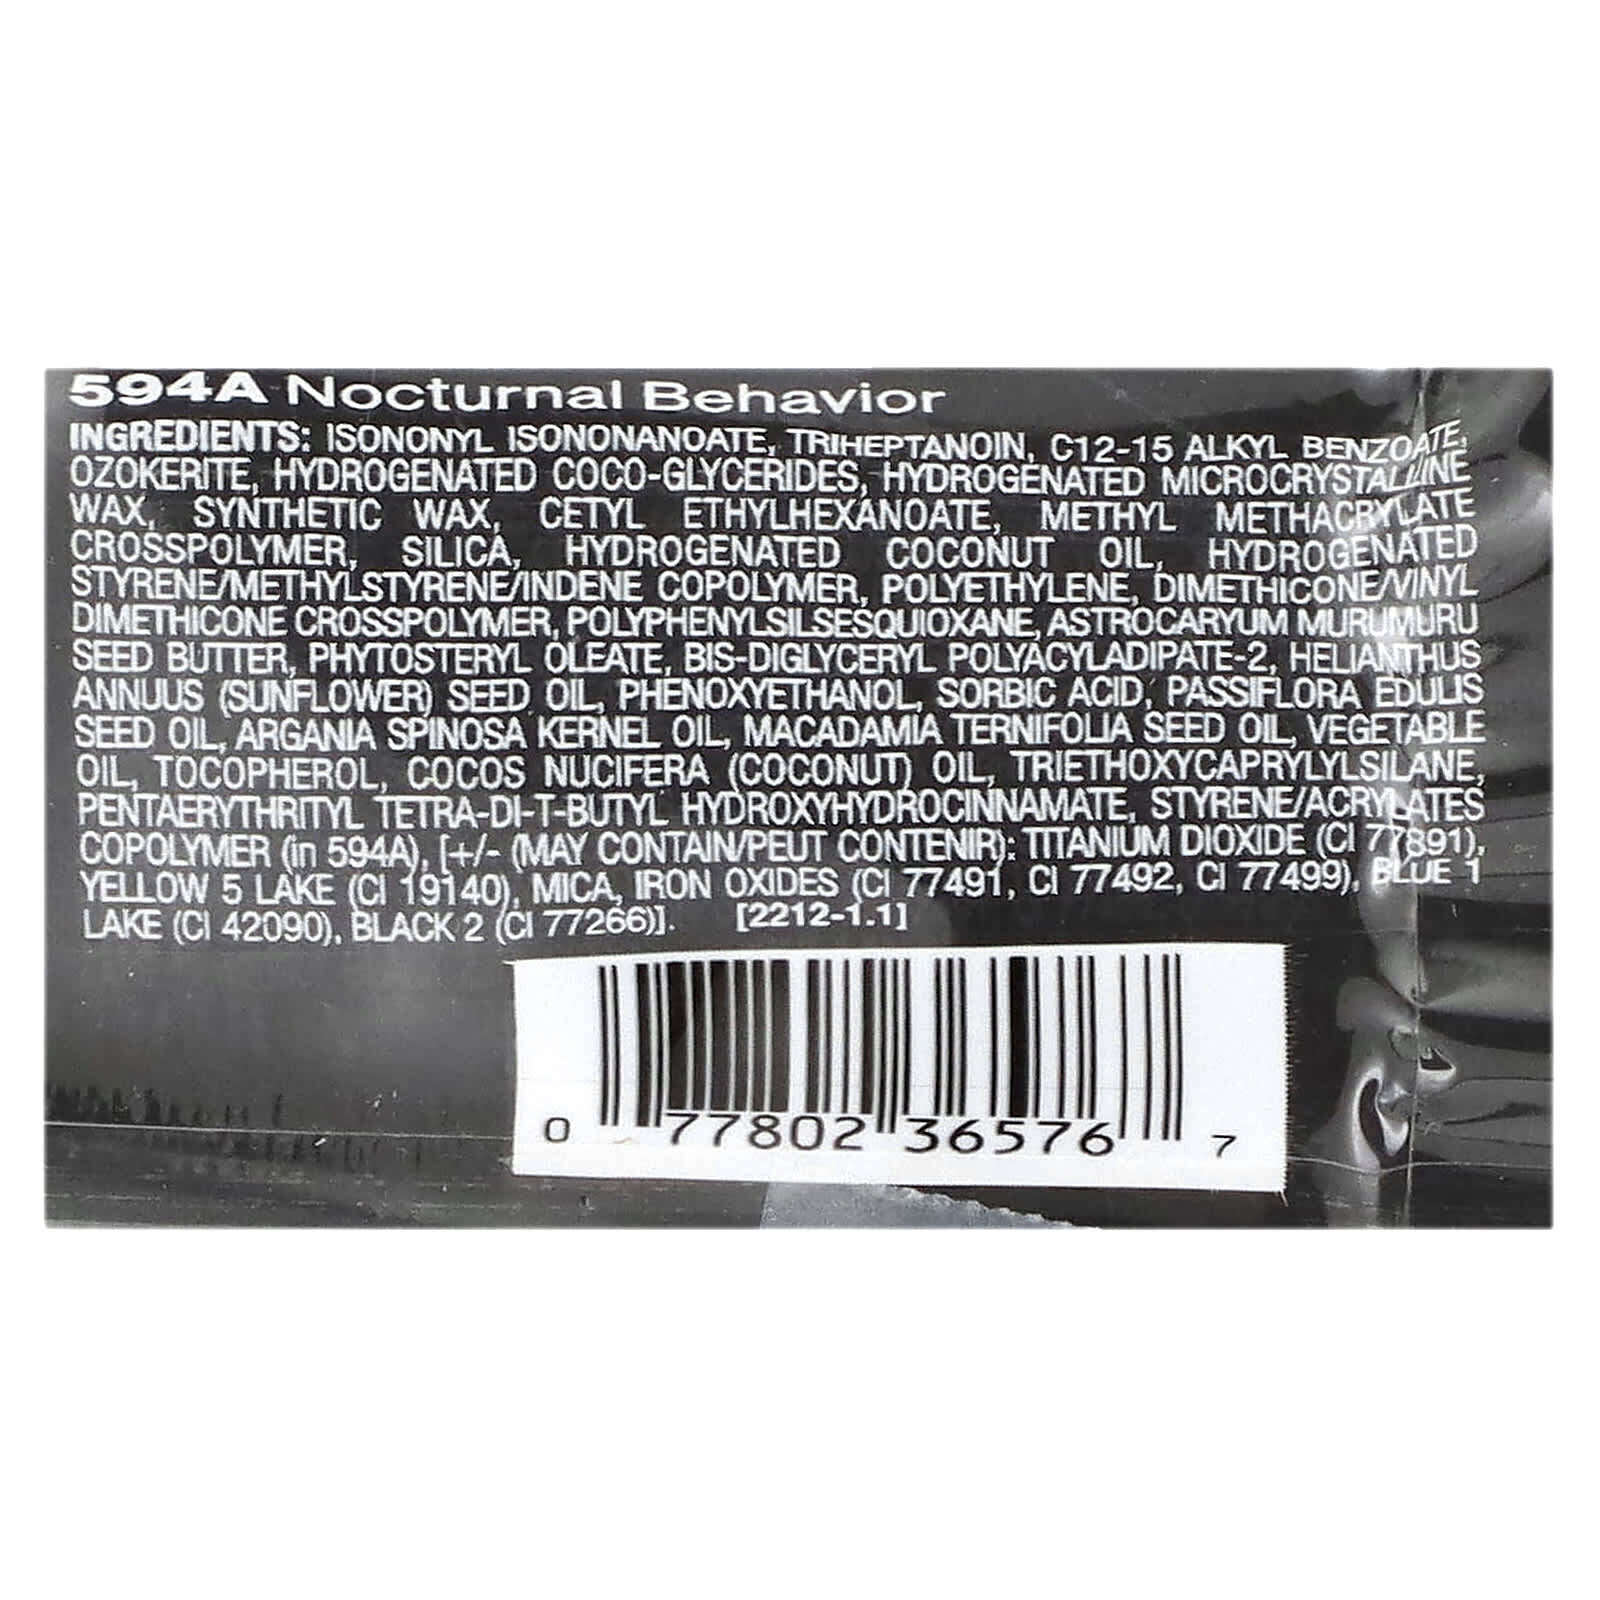 594A Nocturnal Behavior
INGREDIENTS: ISONONYL ISONONANOATE, TRIHEPTANOIN, C12-15 ALKYL BENZOATE,
OZOKERITE, HYDROGENATED COCO-GLYCERIDES, HYDROGENATED MICROCRYSTALLINE
WAX, SYNTHETIC WAX, CETYL ETHYLHEXANOATE, METHYL METHACRYLATE
CROSSPOLYMER, SILICA, HYDROGENATED COCONUT OIL, HYDROGENATED
STYRENE/METHYLSTYRENE/INDENE COPOLYMER, POLYETHYLENE, DIMETHICONE/VINYL
DIMETHICONE CROSSPOLYMER, POLYPHENYLSILSESQUIOXANE, ASTROCARYUM MURUMURU
SEED BUTTER, PHYTOSTERYL OLEATE, BIS-DIGLYCERYL POLYACYLADIPATE-2, HELIANTHUS
ANNUUS (SUNFLOWER) SEED OIL, PHENOXYETHANOL, SORBIC ACID, PASSIFLORA EDULIS
SEED OIL, ARGANIA SPINOSA KERNEL OIL, MACADAMIA TERNIFOLIA SEED OIL, VEGETABLE
OIL, TOCOPHEROL, COCOS NUCIFERA (COCONUT) OIL, TRIETHOXYCAPRYLYLSILANE,
PENTAERYTHRITYL TETRA-DI-T-BUTYL HYDROXYHYDROCINNAMATE, STYRENE/ACRYLATES
COPOLYMER (in 594A), [+/- (MAY CONTAIN/PEUT CONTENIR): TITANIUM DIOXIDE (CI 77891),
YELLOW 5 LAKE (CI 19140), MICA, IRON OXIDES (CI 77491, CI 77492, CI 77499), BLUE 1
LAKE (CI 42090), BLACK 2 (CI 77266)]. [2212-1.1]
0 77802 36576 7